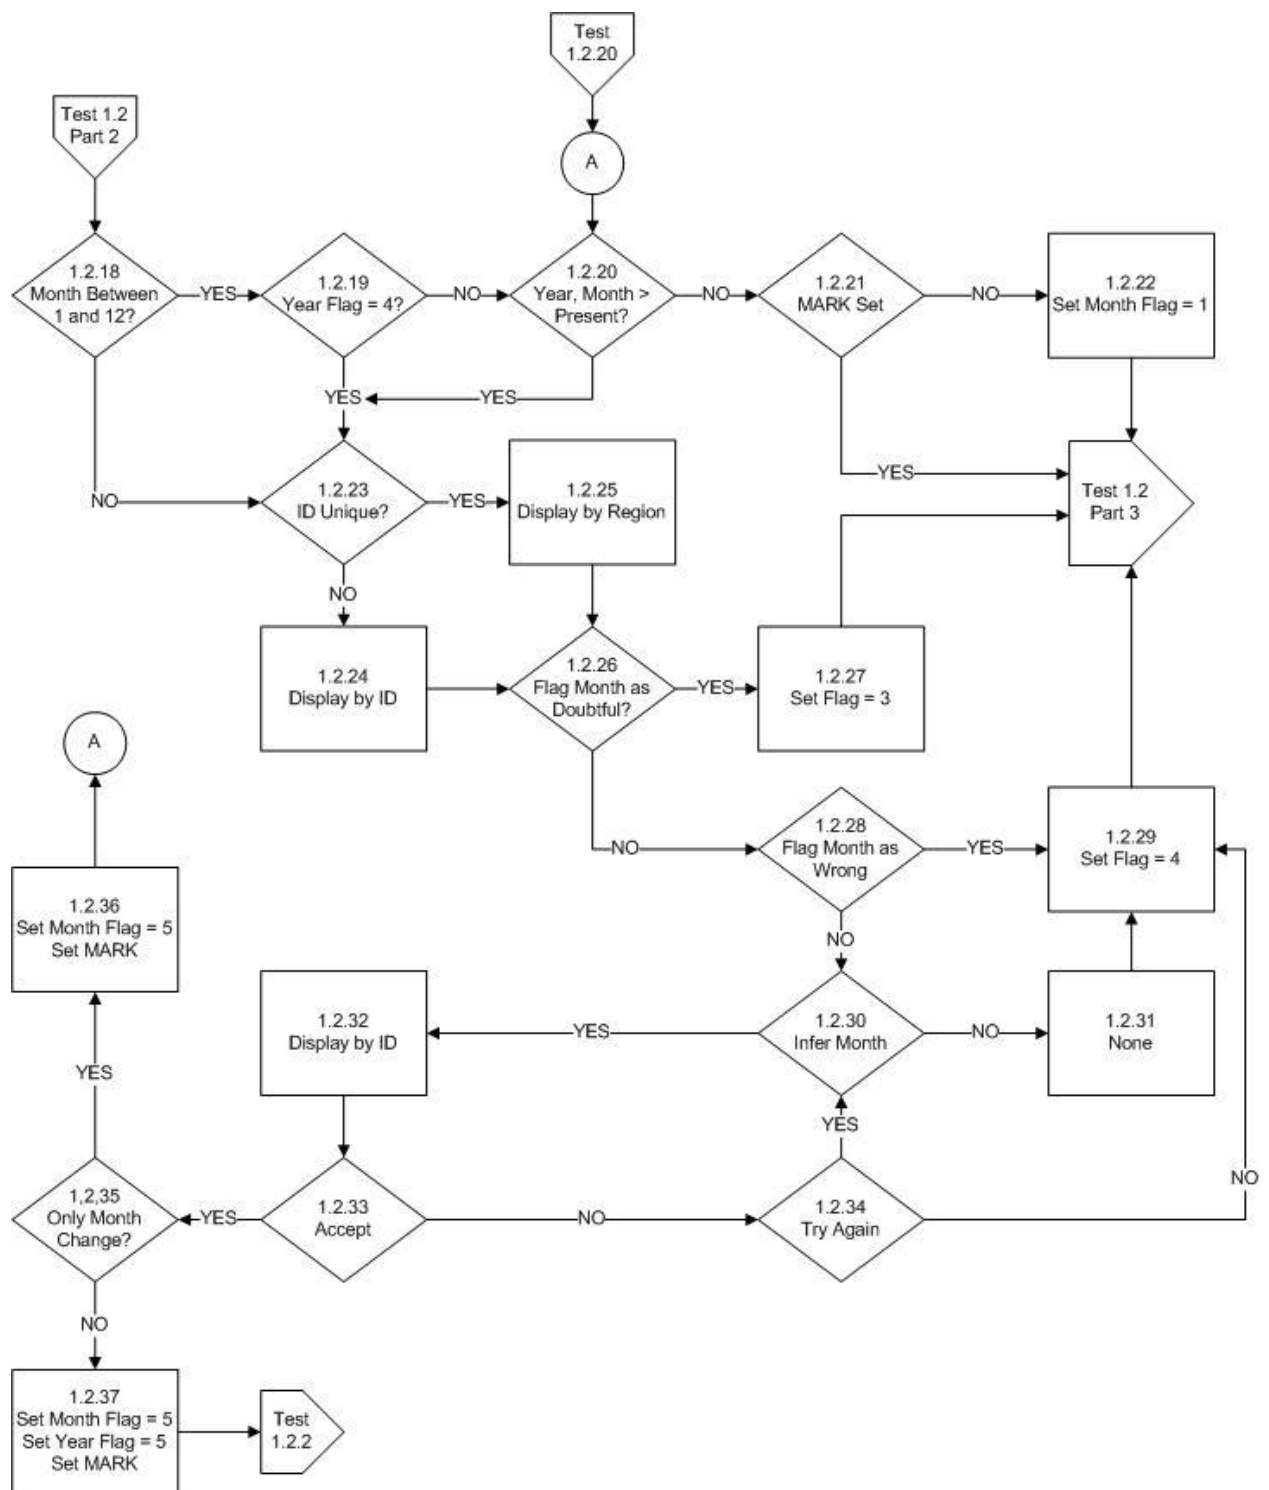 Test
1.2.20
Test 1.2
Part 2
A
1.2.18
Month Between
1 and 12?
YES
1.2.19
Year Flag = 4?
NO
1.2.20
Year, Month >
Present?
NO
1.2.21
MARK Set
NO
1.2.22
Set Month Flag = 1
YES
YES
NO
1.2.23
ID Unique?
YES
1.2.25
Display by Region
YES
Test 1.2
Part 3
NO
1.2.24
Display by ID
1.2.26
Flag Month as
Doubtful?
YES
1.2.27
Set Flag = 3
A
NO
1.2.28
Flag Month as
Wrong
YES
1.2.29
Set Flag = 4
1.2.36
Set Month Flag = 5
Set MARK
NO
1.2.32
Display by ID
YES
1.2.30
Infer Month
NO
1.2.31
None
YES
YES
1,2,35
Only Month
Change?
YES
1.2.33
Accept
NO
1.2.34
Try Again
NO
NO
1.2.37
Set Month Flag = 5
Set Year Flag = 5
Set MARK
Test
1.2.2